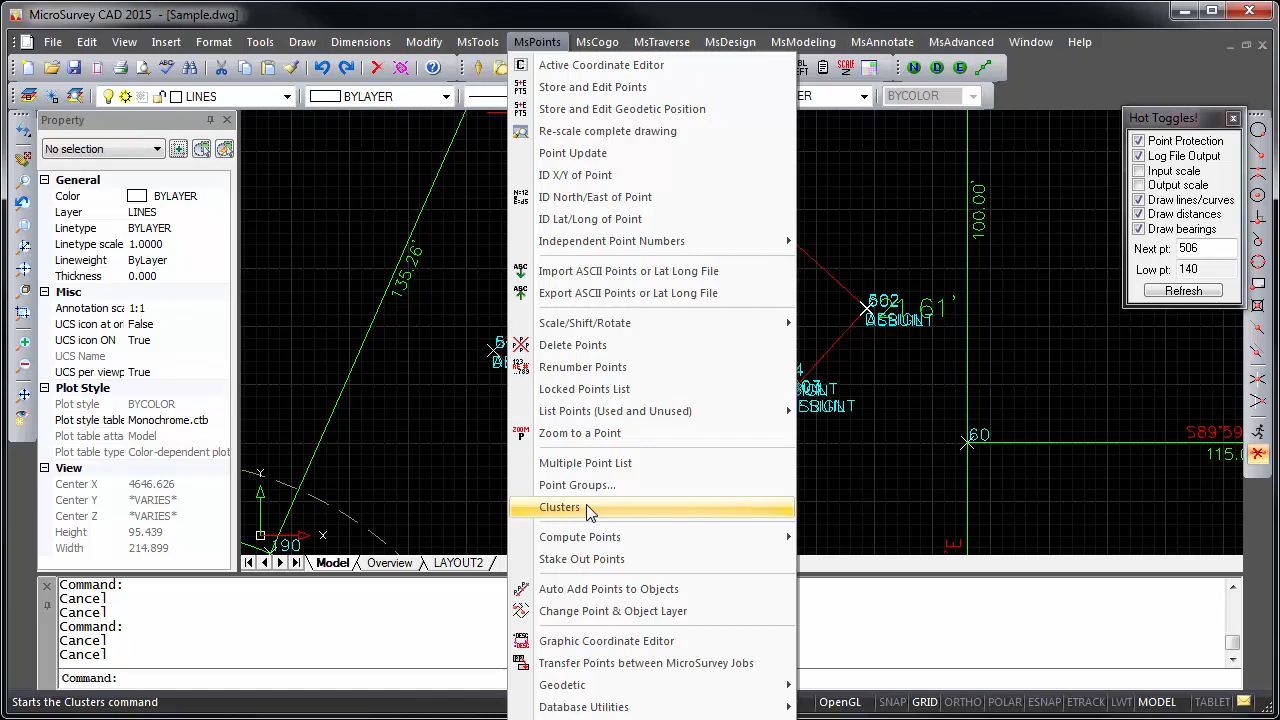 MicroSurvey CAD 2015 - [Sample.dwg]
File Edit View Insert Format Tools Draw Dimensions Modify MsTools MsPoints MsCogo MsTraverse MsDesign MsModeling MsAnnotate MsAdvanced Window Help
LINES BYLAYER BYCOLOR
Property
No selection
General
Color BYLAYER
Layer LINES
Linetype BYLAYER
Linetype scale 1.0000
Lineweight ByLayer
Thickness 0.000
Misc
Annotation sca 1:1
UCS icon at or False
UCS icon ON True
UCS Name
UCS per viewp True
Plot Style
Plot style BYCOLOR
Plot style table Monochrome.ctb
Plot table atta Model
Plot table type Color-dependent plot
View
Center X 4646.626
Center Y *VARIES*
Center Z *VARIES*
Height 95.439
Width 214.899
135.26'
190
Y
X
Active Coordinate Editor
Store and Edit Points
Store and Edit Geodetic Position
Re-scale complete drawing
Point Update
ID X/Y of Point
ID North/East of Point
ID Lat/Long of Point
Independent Point Numbers
Import ASCII Points or Lat Long File
Export ASCII Points or Lat Long File
Scale/Shift/Rotate
Delete Points
Renumber Points
Locked Points List
List Points (Used and Unused)
Zoom to a Point
Multiple Point List
Point Groups...
Clusters
Compute Points
Stake Out Points
Auto Add Points to Objects
Change Point & Object Layer
Graphic Coordinate Editor
Transfer Points between MicroSurvey Jobs
Geodetic
Database Utilities
100.00'
502
60
S89°59
115.0
Hot Toggles!
Point Protection
Log File Output
Input scale
Output scale
Draw lines/curves
Draw distances
Draw bearings
Next pt: 506
Low pt: 140
Refresh
Model Overview LAYOUT2
Command:
Cancel
Cancel
Command:
Cancel
Cancel
Command:
Starts the Clusters command
OpenGL SNAP GRID ORTHO POLAR ESNAP ETRACK LWT MODEL TABLET